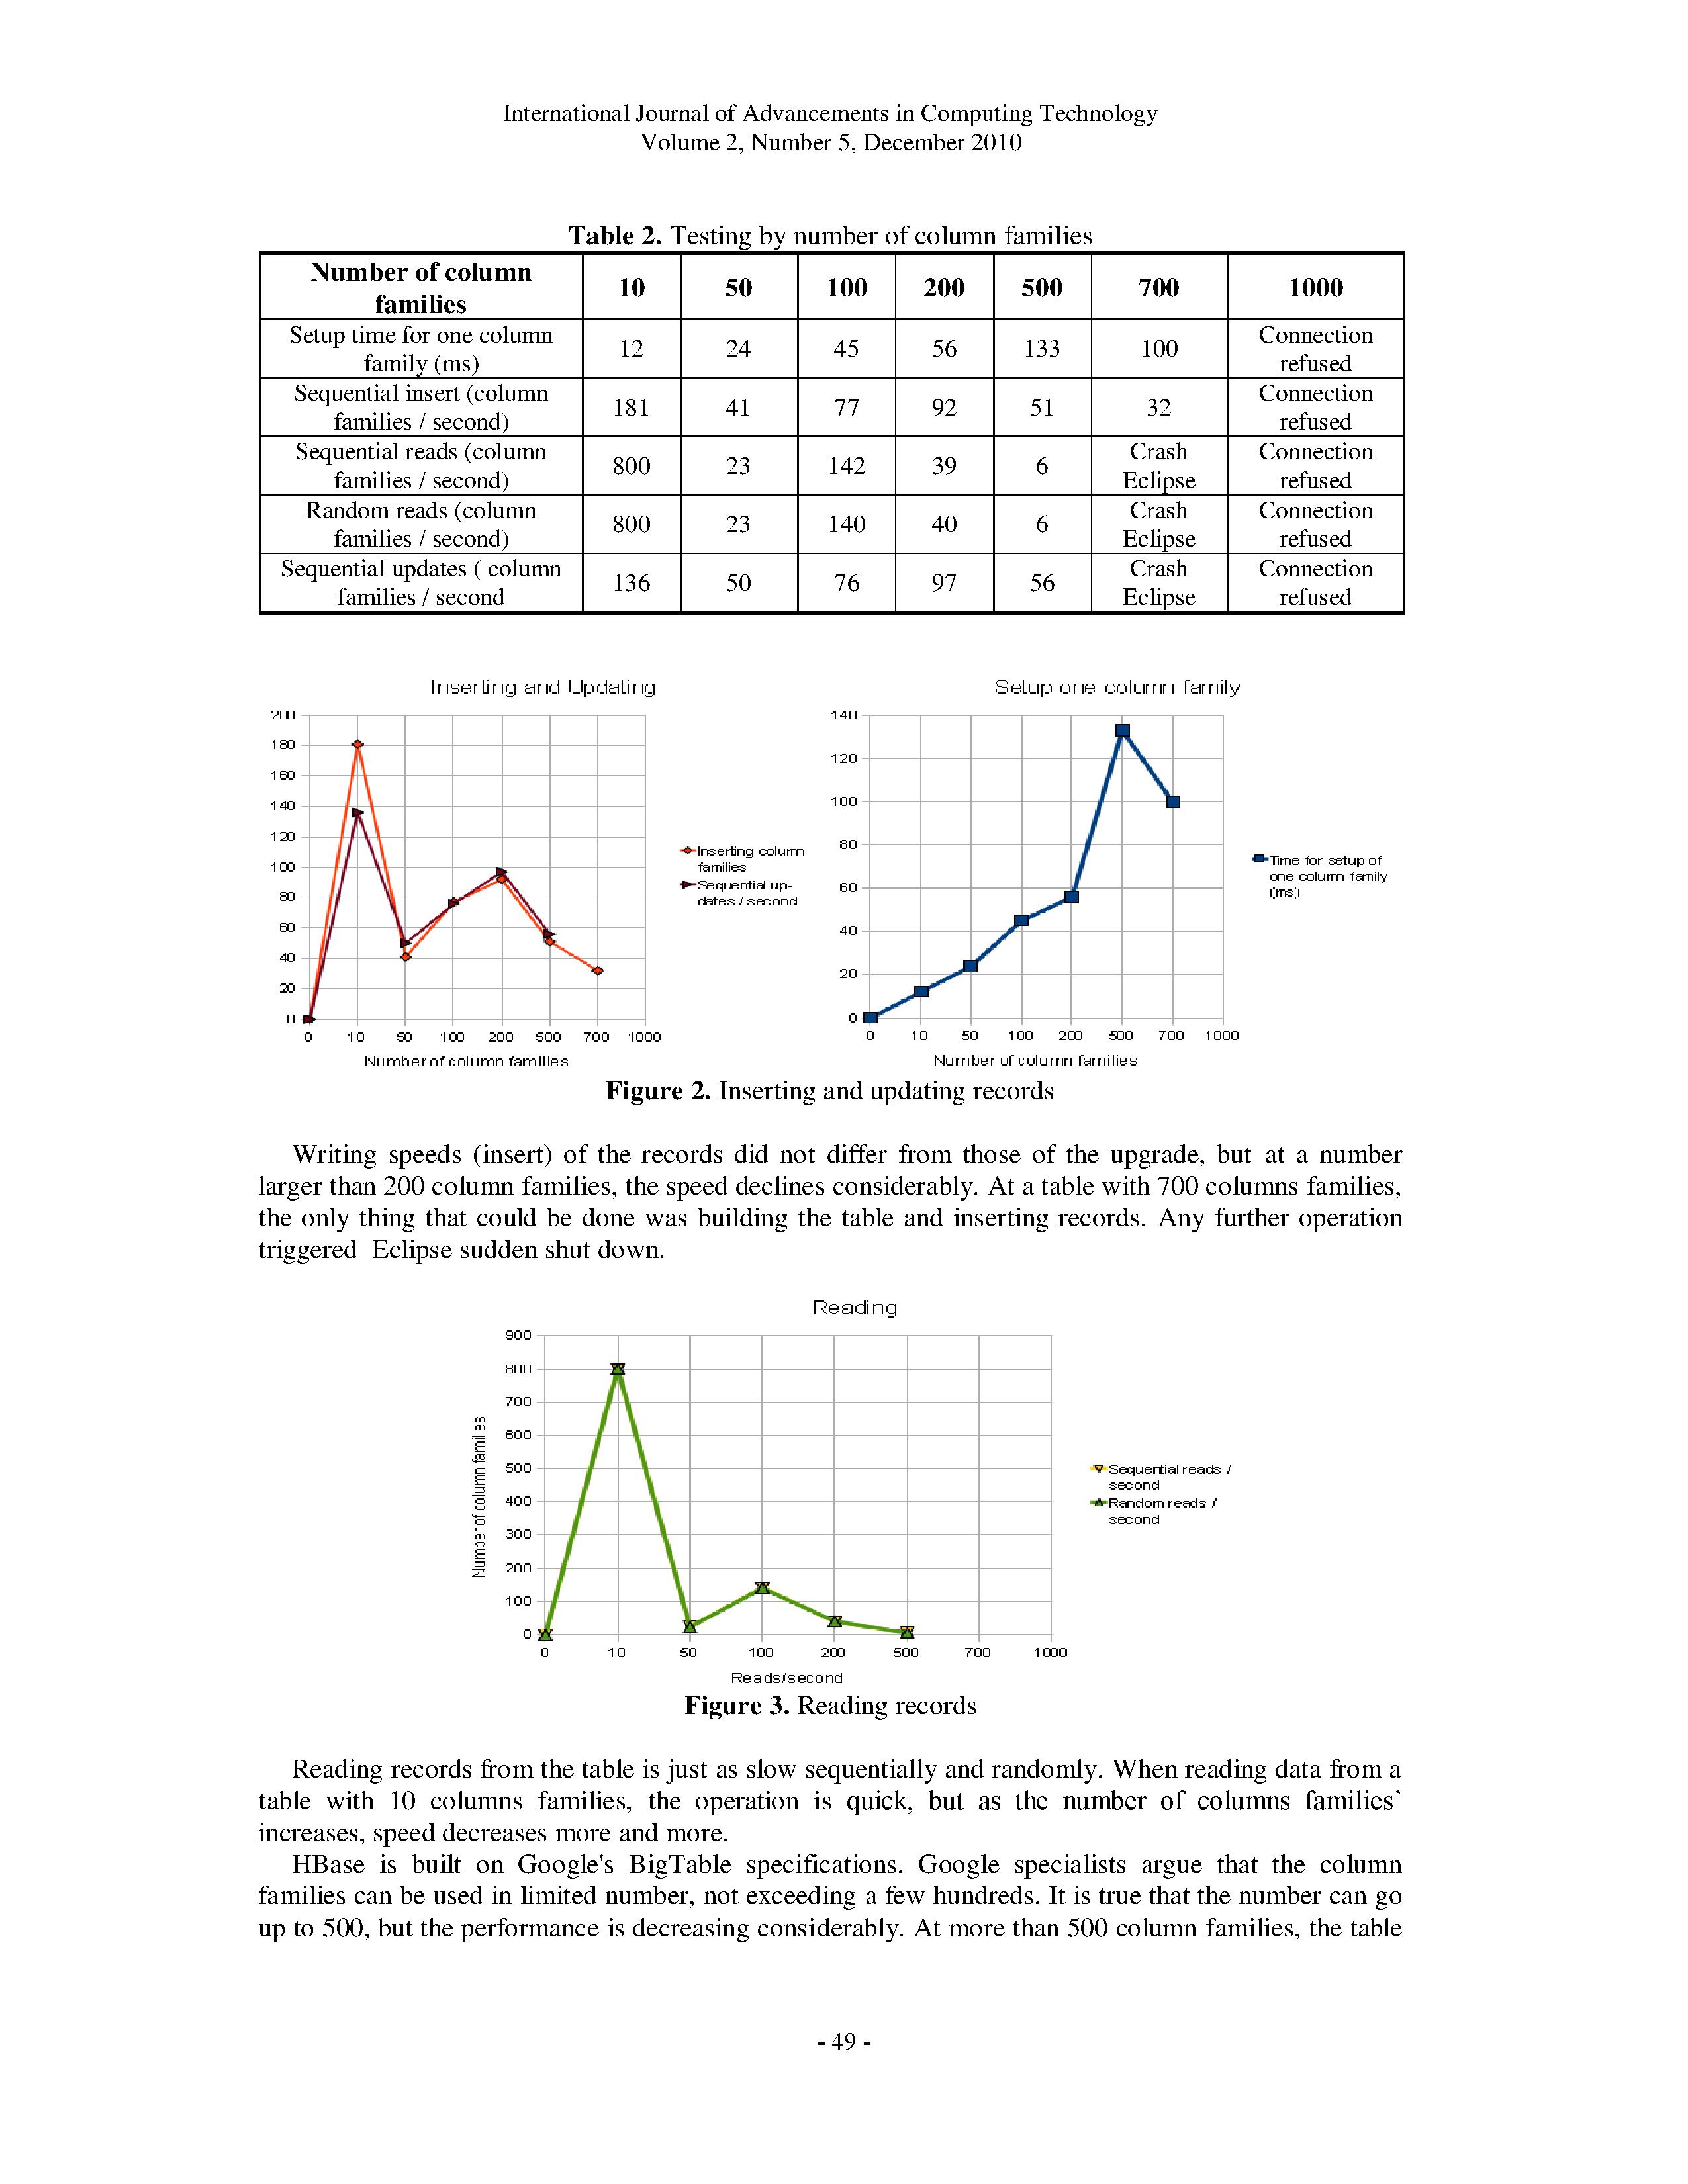 International Journal of Advancements in Computing Technology
Volume 2, Number 5, December 2010
Table 2. Testing by number of column families
Number of column families 10 50 100 200 500 700 1000
Setup time for one column family (ms) 12 24 45 56 133 100 Connection refused
Sequential insert (column families / second) 181 41 77 92 51 32 Connection refused
Sequential reads (column families / second) 800 23 142 39 6 Crash Eclipse Connection refused
Random reads (column families / second) 800 23 140 40 6 Crash Eclipse Connection refused
Sequential updates ( column families / second 136 50 76 97 56 Crash Eclipse Connection refused
Inserting and Updating
200
180
160
140
120
100
80
60
40
20
0
0 10 50 100 200 500 700 1000
Number of column families
Inserting column
families
Sequential up-
dates / second
Setup one column family
140
120
100
80
60
40
20
0
0 10 50 100 200 500 700 1000
Number of column families
Time for setup of
one column family
(ms)
Figure 2. Inserting and updating records
Writing speeds (insert) of the records did not differ from those of the upgrade, but at a number
larger than 200 column families, the speed declines considerably. At a table with 700 columns families,
the only thing that could be done was building the table and inserting records. Any further operation
triggered Eclipse sudden shut down.
Reading
Number of column families
900
800
700
600
500
400
300
200
100
0
0 10 50 100 200 500 700 1000
Reads/second
Sequential reads /
second
Random reads /
second
Figure 3. Reading records
Reading records from the table is just as slow sequentially and randomly. When reading data from a
table with 10 columns families, the operation is quick, but as the number of columns families’
increases, speed decreases more and more.
HBase is built on Google's BigTable specifications. Google specialists argue that the column
families can be used in limited number, not exceeding a few hundreds. It is true that the number can go
up to 500, but the performance is decreasing considerably. At more than 500 column families, the table
- 49 -